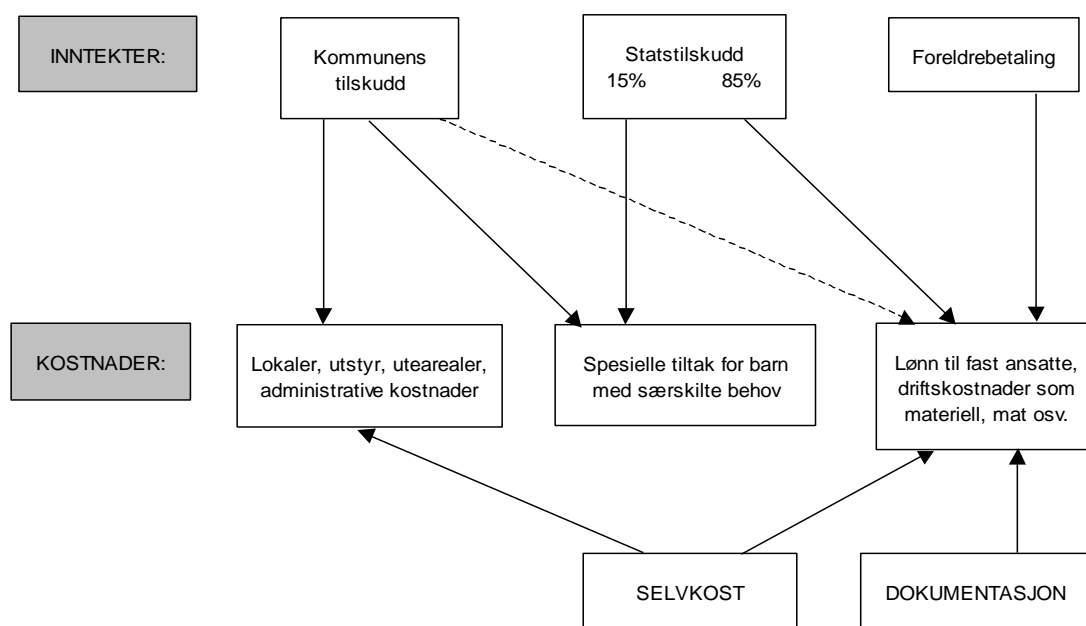 INNTEKTER:
Kommunens
tilskudd
Statstilskudd
15% 85%
Foreldrebetaling
KOSTNADER:
Lokaler, utstyr, utearealer,
administrative kostnader
Spesielle tiltak for barn
med særskilte behov
Lønn til fast ansatte,
driftskostnader som
materiell, mat osv.
SELVKOST
DOKUMENTASJON